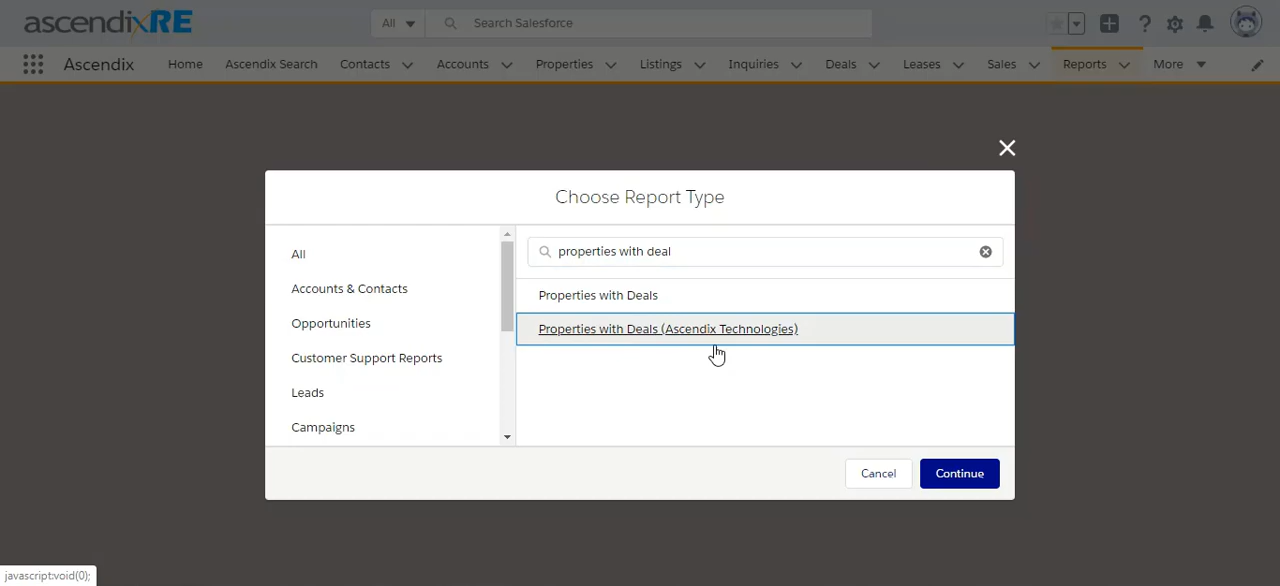 ascendixRE
All
Search Salesforce
Ascendix
Home
Ascendix Search
Contacts
Accounts
Properties
Listings
Inquiries
Deals
Leases
Sales
Reports
More
Choose Report Type
All
Accounts & Contacts
Opportunities
Customer Support Reports
Leads
Campaigns
properties with deal
Properties with Deals
Properties with Deals (Ascendix Technologies)
Cancel
Continue
javascript:void(0);